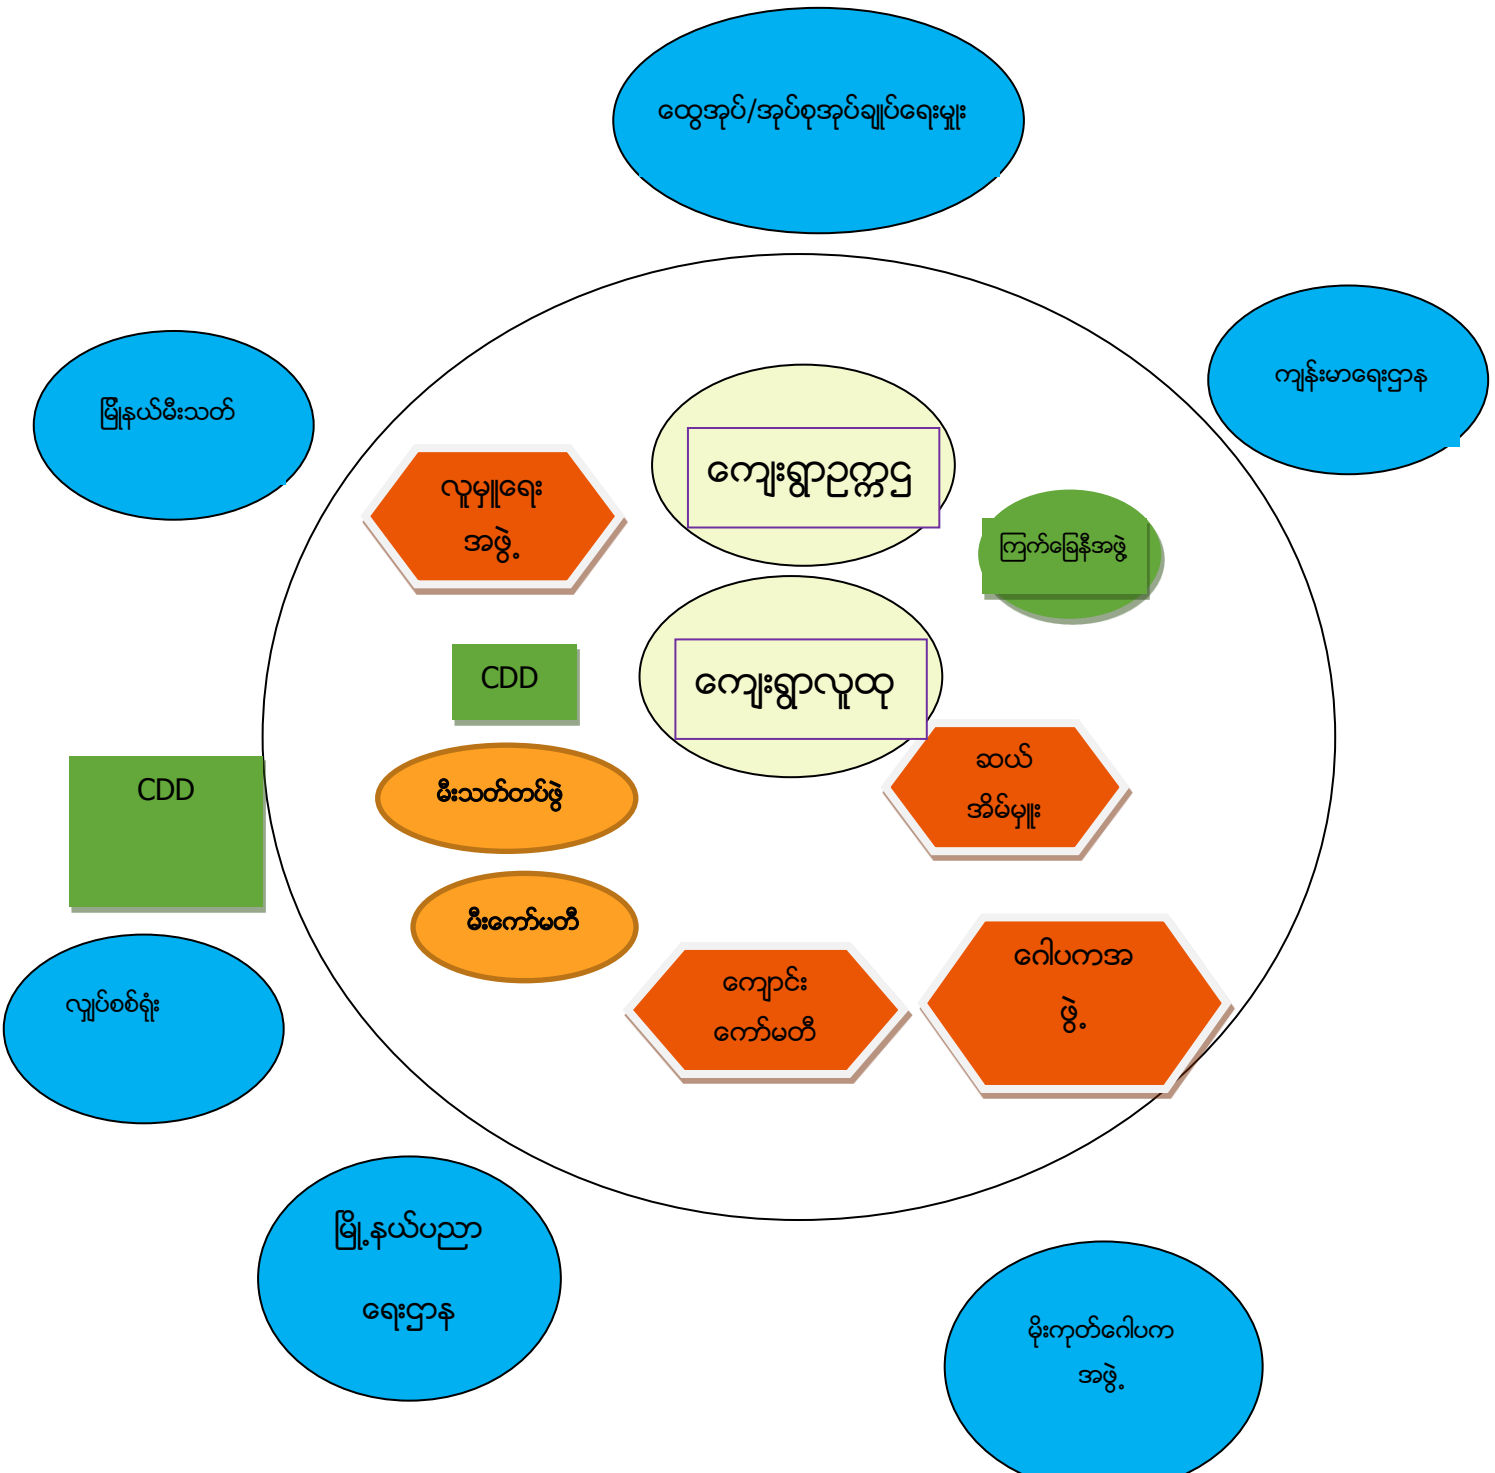 ထွေအုပ်/အုပ်စုအုပ်ချုပ်ရေးမှုုး
ကျန်းမာရေးဌာန
မြို်နယ်မီးသတ်
ကျေးရွာဥက္ကဌ
လူမှူရေး
အဖွဲ့
ကြက်ခြေနီအဖွဲ့
CDD
ကျေးရွာလူထု
ဆယ်
အိမ်မှူး
CDD
မီးသတ်တပ်ဖွဲ
မီးကော်မတီ
ကျောင်း
ကော်မတီ
ဂေါပကအ
ဖွဲ့
လျှပ်စစ်ရုံး
မြို့နယ်ပညာ
ရေးဌာန
မိုးကုတ်ဂေါပက
အဖွဲ့